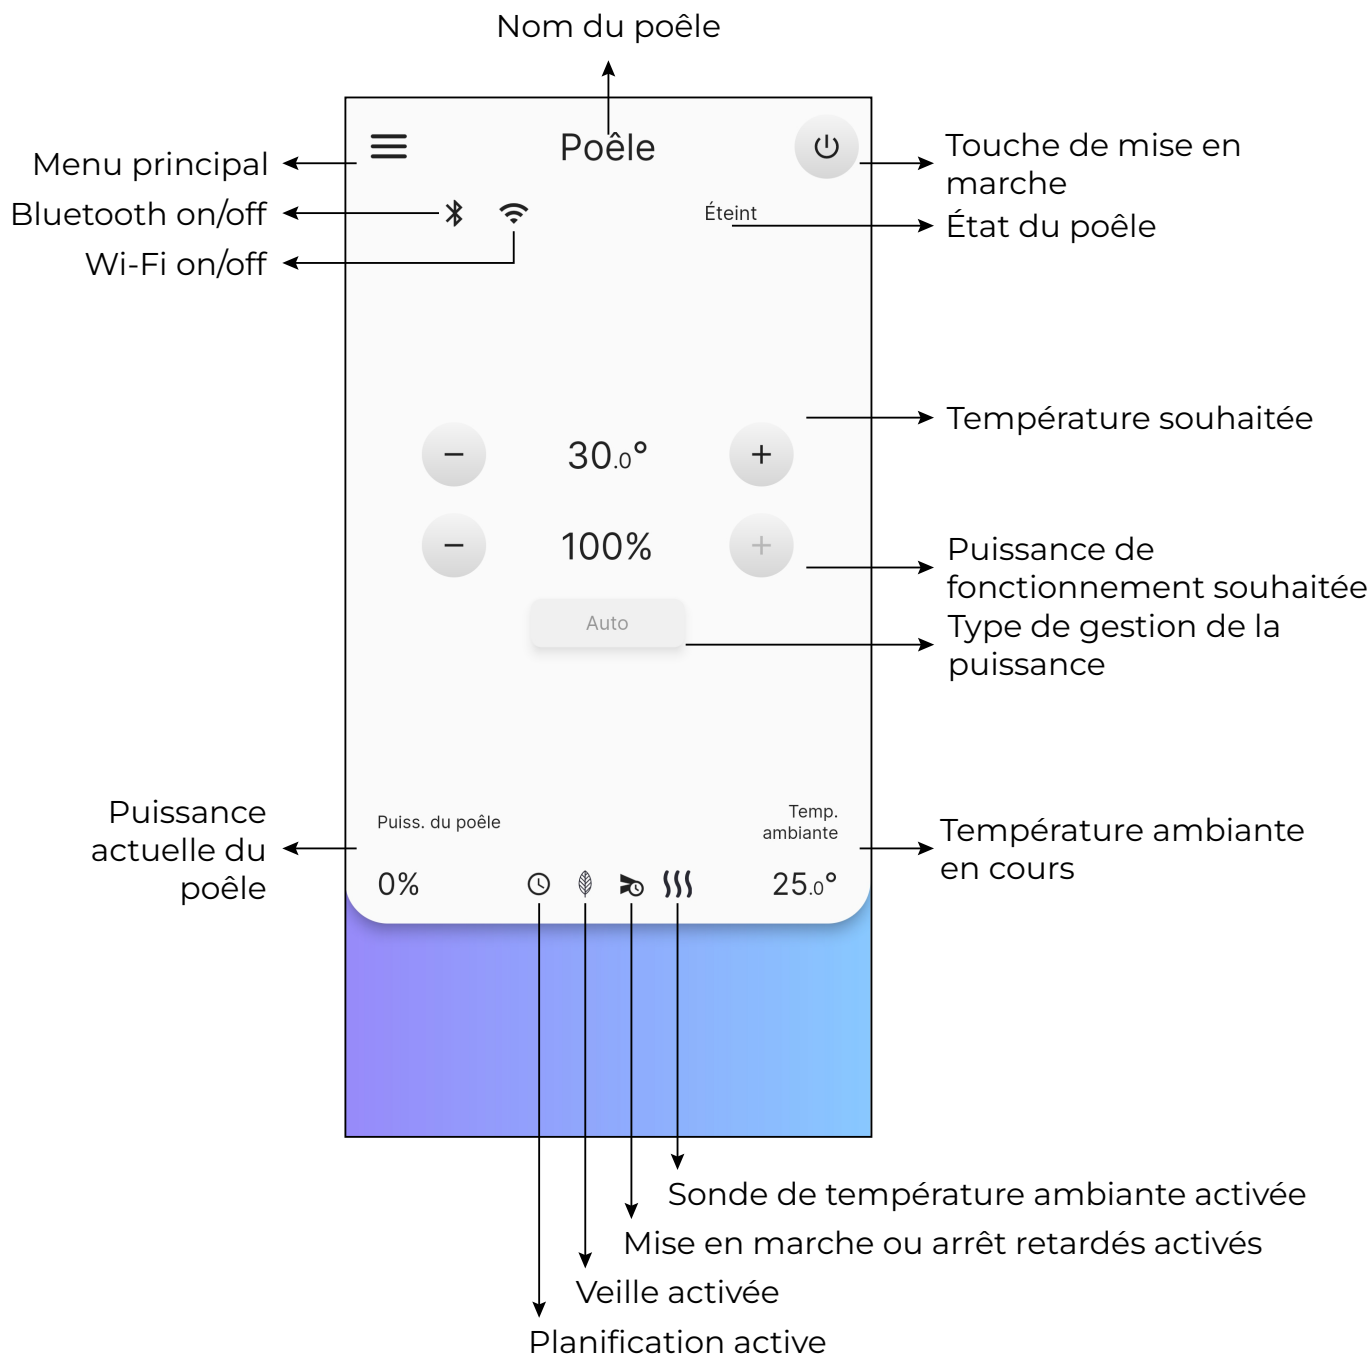 Nom du poêle
Menu principal
Poêle
Touche de mise en
marche
Bluetooth on/off
Éteint
État du poêle
Wi-Fi on/off
Température souhaitée
− 30.0° +
− 100% +
Puissance de
fonctionnement souhaitée
Auto
Type de gestion de la
puissance
Puissance
actuelle du
poêle
Puiss. du poêle
0%
Temp.
ambiante
25.0°
Température ambiante
en cours
Sonde de température ambiante activée
Mise en marche ou arrêt retardés activés
Veille activée
Planification active